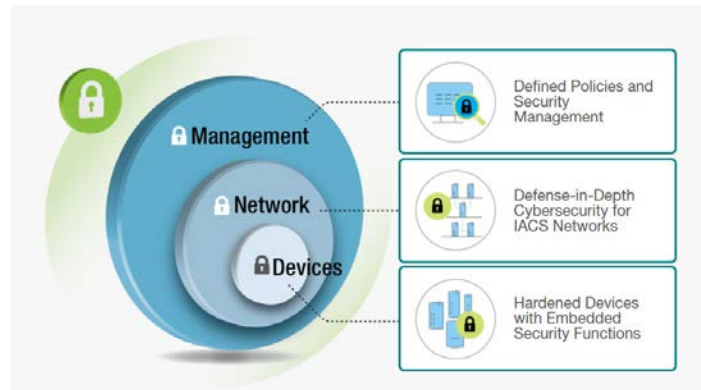 Management
Network
Devices
Defined Policies and
Security
Management
Defense-in-Depth
Cybersecurity for
IACS Networks
Hardened Devices
with Embedded
Security Functions